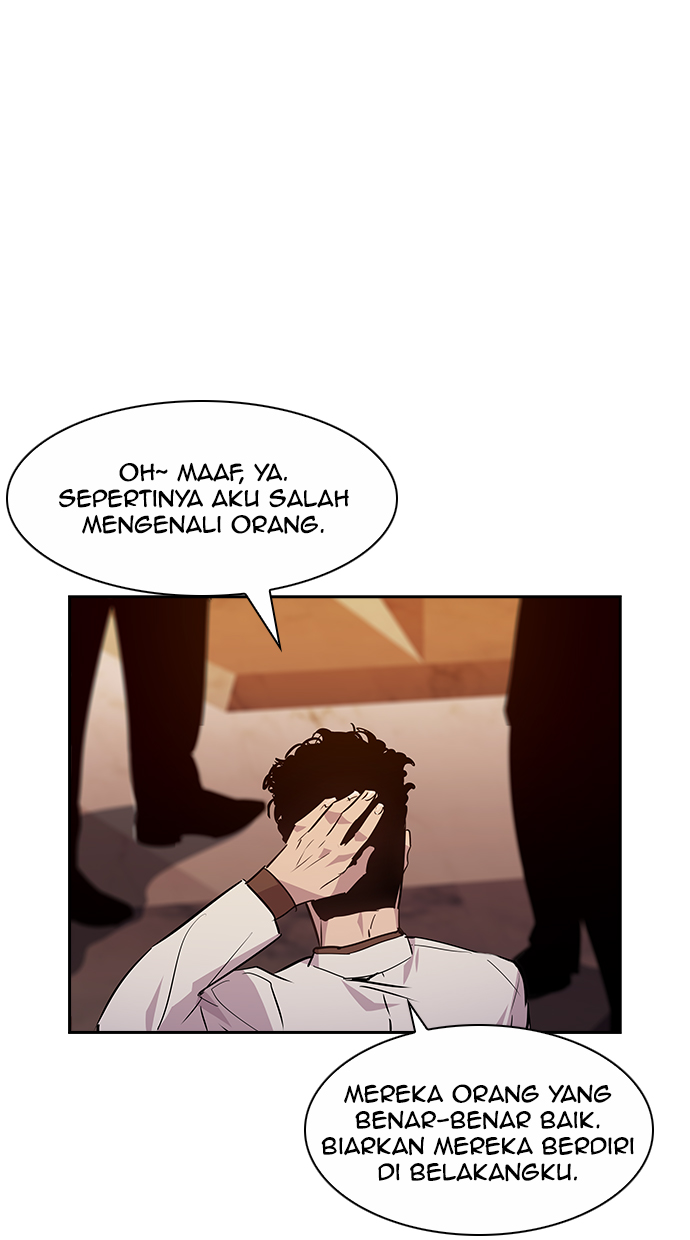 OH~ MAAF, YA.
SEPERTINYA AKU SALAH
MENGENALI ORANG.
MEREKA ORANG YANG
BENAR-BENAR BAIK.
BIARKAN MEREKA BERDIRI
DI BELAKANGKU.